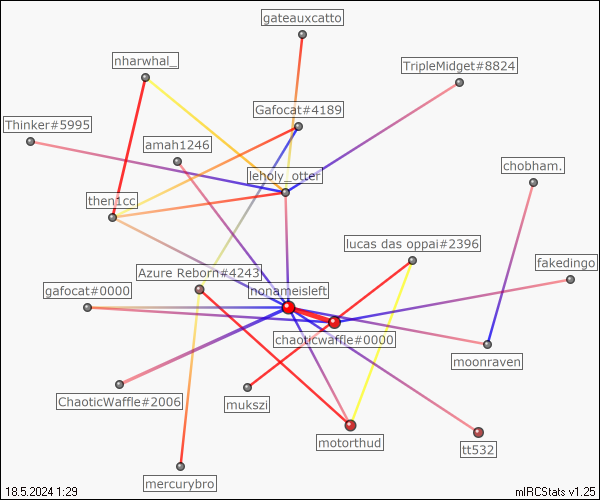 gateauxcatto
nharwhal_
TripleMidget#8824
Gafocat#4189
Thinker#5995
amah1246
chobham.
leholy_otter
then1cc
lucas das oppai#2396
fakedingo
Azure Reborn#4243
gafocat#0000
nonameisleft
chaoticwaffle#0000
moonraven
ChaoticWaffle#2006
mukszi
motorthud
tt532
mercurybro
18.5.2024 1:29
mIRCStats v1.25